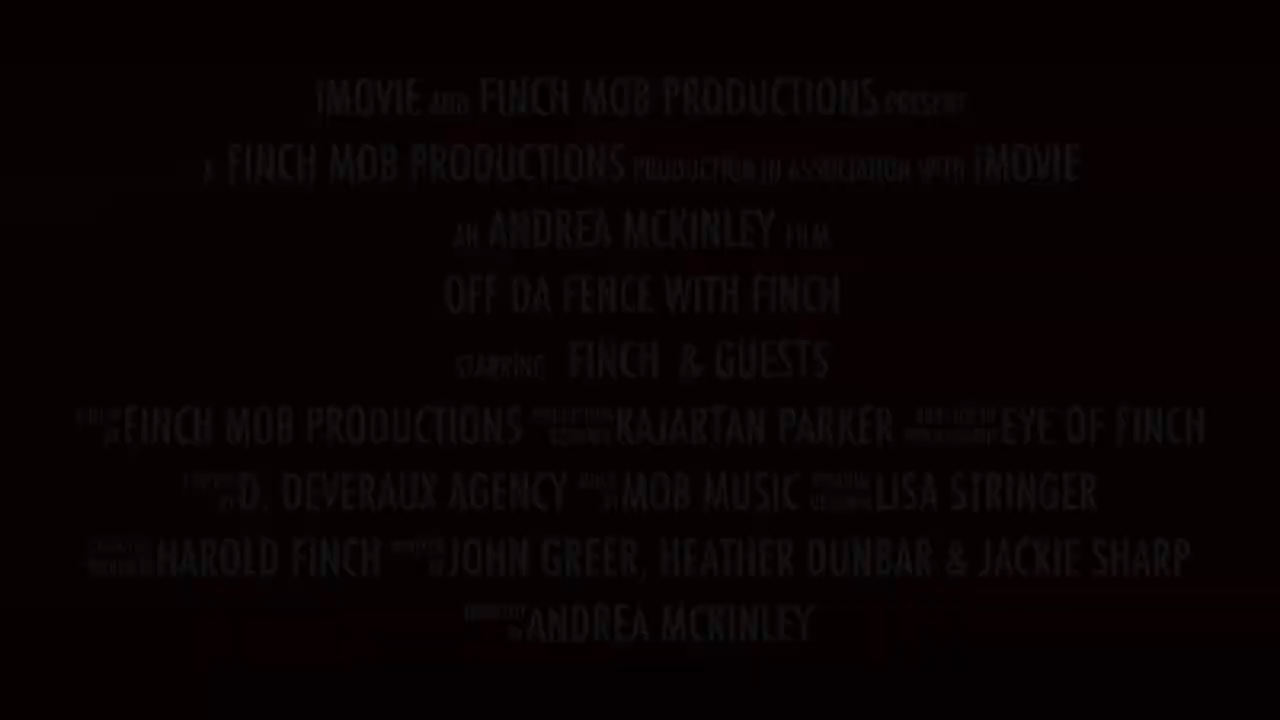 IMOVIE AND FINCH MOB PRODUCTIONS PRESENT
A FINCH MOB PRODUCTIONS PRODUCTION IN ASSOCIATION WITH IMOVIE
AN ANDREA MCKINLEY FILM
OFF DA FENCE WITH FINCH
STARRING FINCH & GUESTS
FINCH MOB PRODUCTIONS KAJARTAN PARKER EYE OF FINCH
D. DEVERAUX AGENCY MOB MUSIC LISA STRINGER
HAROLD FINCH JOHN GREER, HEATHER DUNBAR & JACKIE SHARP
DIRECTED BY ANDREA MCKINLEY